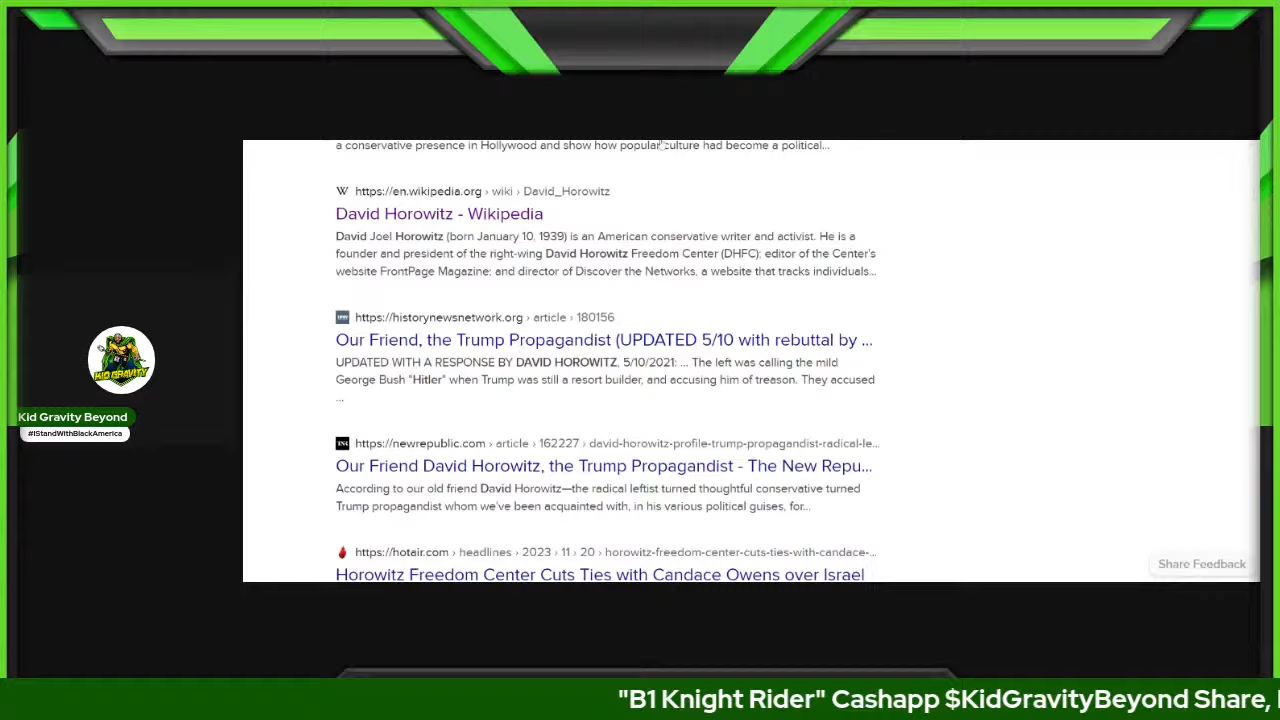 a conservative presence in Hollywood and show how popular culture had become a political...
https://en.wikipedia.org › wiki › David_Horowitz
David Horowitz - Wikipedia
David Joel Horowitz (born January 10, 1939) is an American conservative writer and activist. He is a
founder and president of the right-wing David Horowitz Freedom Center (DHFC); editor of the Center's
website FrontPage Magazine; and director of Discover the Networks, a website that tracks individuals...
https://historynewsnetwork.org › article › 180156
Our Friend, the Trump Propagandist (UPDATED 5/10 with rebuttal by ...
UPDATED WITH A RESPONSE BY DAVID HOROWITZ, 5/10/2021: ... The left was calling the mild
George Bush "Hitler" when Trump was still a resort builder, and accusing him of treason. They accused
...
https://newrepublic.com › article › 162227 › david-horowitz-profile-trump-propagandist-radical-le...
Our Friend David Horowitz, the Trump Propagandist - The New Repu...
According to our old friend David Horowitz—the radical leftist turned thoughtful conservative turned
Trump propagandist whom we've been acquainted with, in his various political guises, for...
https://hotair.com › headlines › 2023 › 11 › 20 › horowitz-freedom-center-cuts-ties-with-candace-...
Horowitz Freedom Center Cuts Ties with Candace Owens over Israel
Share Feedback
KID GRAVITY
Kid Gravity Beyond
#IStandWithBlackAmerica
"B1 Knight Rider" Cashapp $KidGravityBeyond Share,